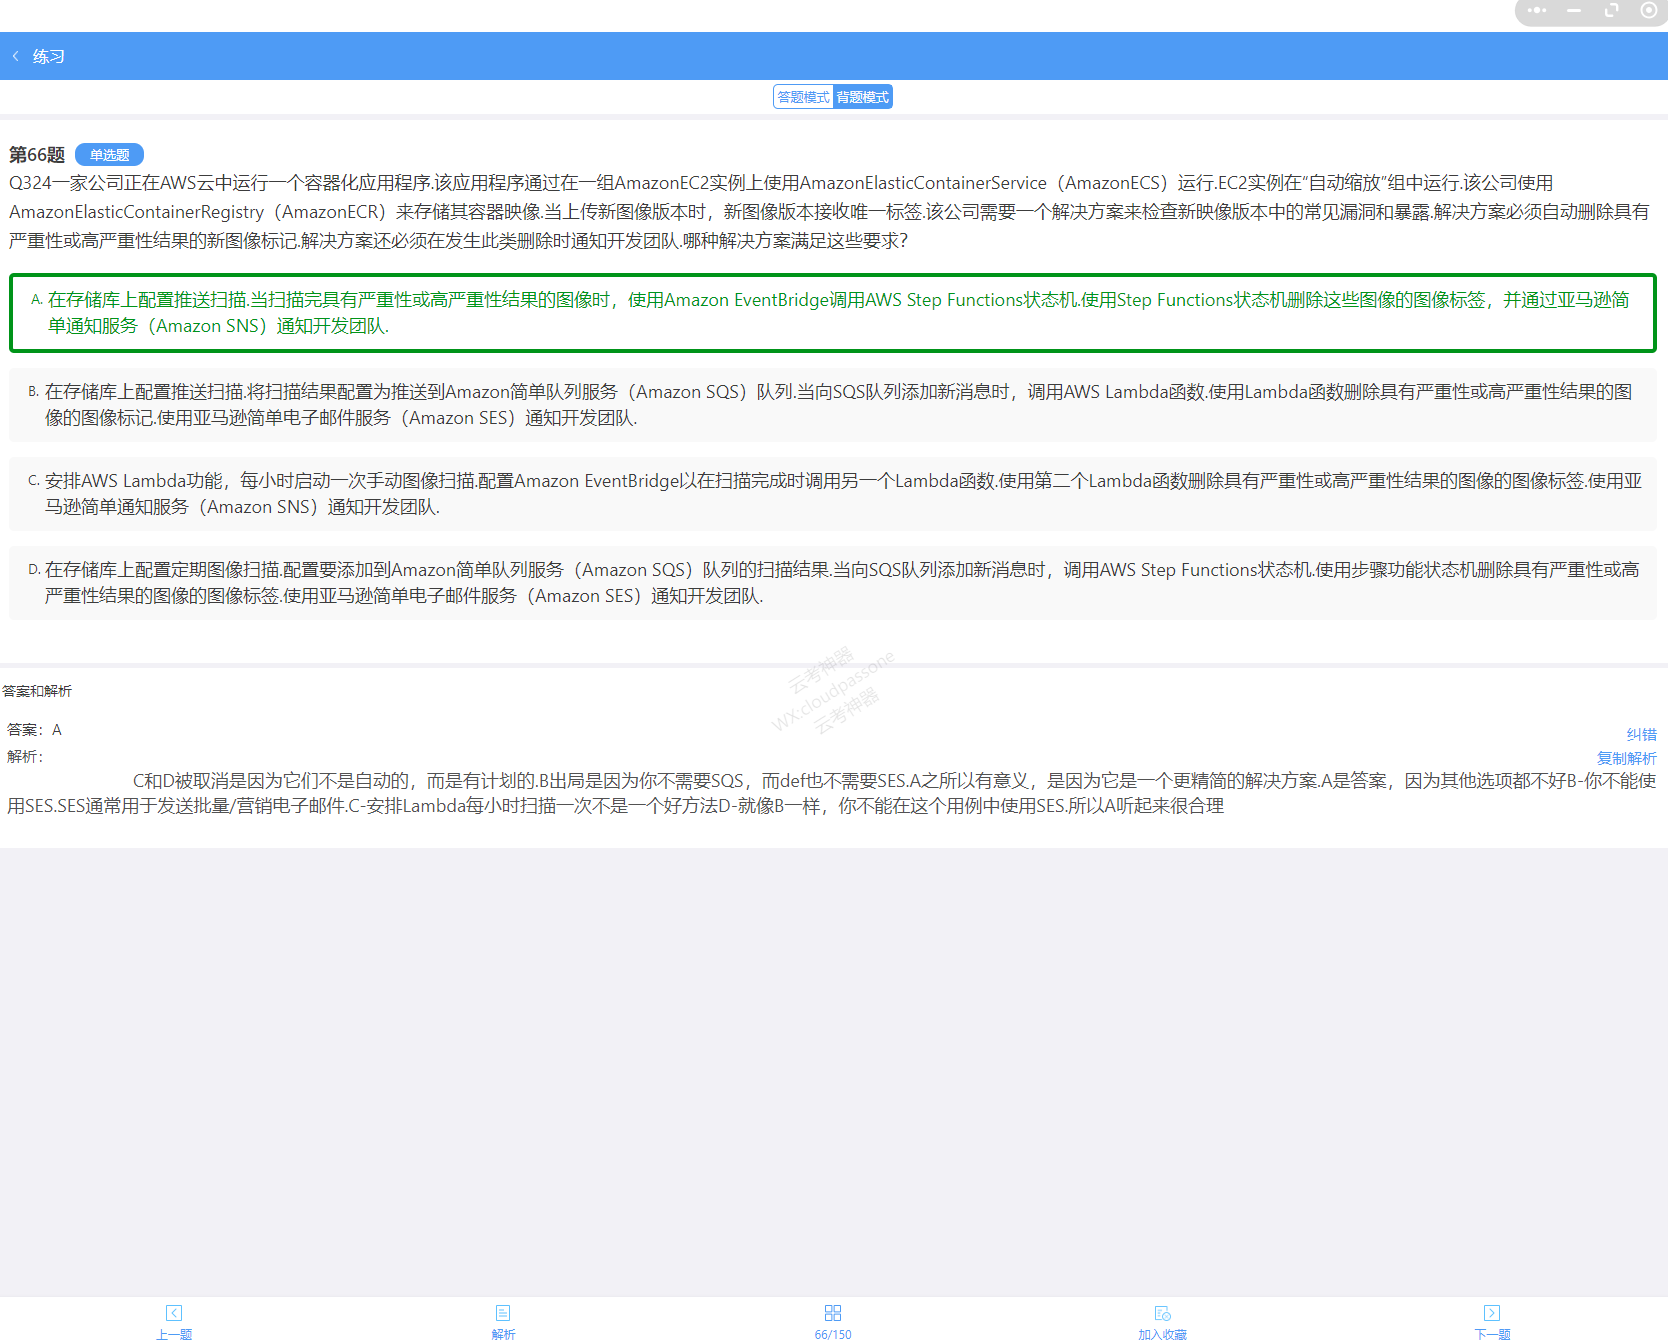 练习
答题模式 背题模式
第66题 单选题
Q324一家公司正在AWS云中运行一个容器化应用程序.该应用程序通过在一组AmazonEC2实例上使用AmazonElasticContainerService（AmazonECS）运行.EC2实例在“自动缩放”组中运行.该公司使用
AmazonElasticContainerRegistry（AmazonECR）来存储其容器映像.当上传新图像版本时，新图像版本接收唯一标签.该公司需要一个解决方案来检查新映像版本中的常见漏洞和暴露.解决方案必须自动删除具有
严重性或高严重性结果的新图像标记.解决方案还必须在发生此类删除时通知开发团队.哪种解决方案满足这些要求?
A. 在存储库上配置推送扫描.当扫描完具有严重性或高严重性结果的图像时，使用Amazon EventBridge调用AWS Step Functions状态机.使用Step Functions状态机删除这些图像的图像标签，并通过亚马逊简
单通知服务（Amazon SNS）通知开发团队.
B. 在存储库上配置推送扫描.将扫描结果配置为推送到Amazon简单队列服务（Amazon SQS）队列.当向SQS队列添加新消息时，调用AWS Lambda函数.使用Lambda函数删除具有严重性或高严重性结果的图
像的图像标记.使用亚马逊简单电子邮件服务（Amazon SES）通知开发团队.
C. 安排AWS Lambda功能，每小时启动一次手动图像扫描.配置Amazon EventBridge以在扫描完成时调用另一个Lambda函数.使用第二个Lambda函数删除具有严重性或高严重性结果的图像的图像标签.使用亚
马逊简单通知服务（Amazon SNS）通知开发团队.
D. 在存储库上配置定期图像扫描.配置要添加到Amazon简单队列服务（Amazon SQS）队列的扫描结果.当向SQS队列添加新消息时，调用AWS Step Functions状态机.使用步骤功能状态机删除具有严重性或高
严重性结果的图像的图像标签.使用亚马逊简单电子邮件服务（Amazon SES）通知开发团队.
云考神器
WX:cloudpassone
云考神器
答案和解析
答案：A
纠错
解析：
复制解析
C和D被取消是因为它们不是自动的，而是有计划的.B出局是因为你不需要SQS，而def也不需要SES.A之所以有意义，是因为它是一个更精简的解决方案.A是答案，因为其他选项都不好B-你不能使
用SES.SES通常用于发送批量/营销电子邮件.C-安排Lambda每小时扫描一次不是一个好方法D-就像B一样，你不能在这个用例中使用SES.所以A听起来很合理
上一题 解析 66/150 加入收藏 下一题